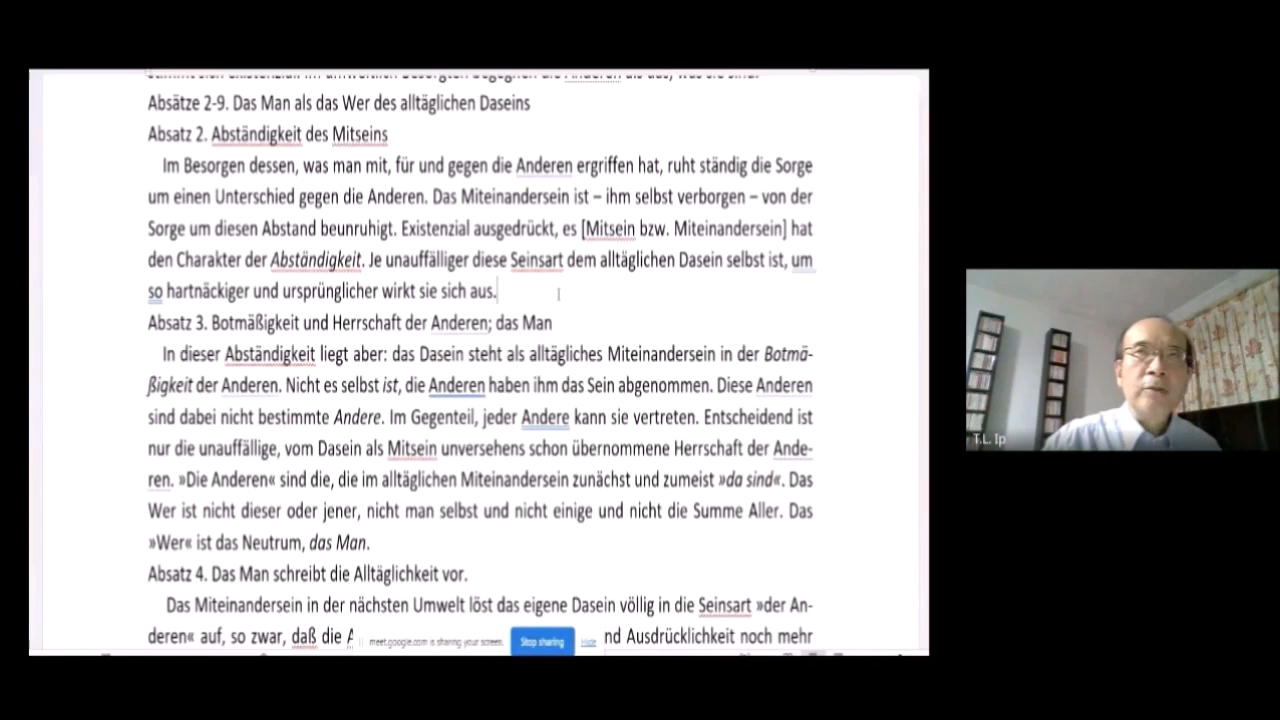 Absätze 2-9. Das Man als das Wer des alltäglichen Daseins
Absatz 2. Abständigkeit des Mitseins
Im Besorgen dessen, was man mit, für und gegen die Anderen ergriffen hat, ruht ständig die Sorge
um einen Unterschied gegen die Anderen. Das Miteinandersein ist – ihm selbst verborgen – von der
Sorge um diesen Abstand beunruhigt. Existenzial ausgedrückt, es [Mitsein bzw. Miteinandersein] hat
den Charakter der Abständigkeit. Je unauffälliger diese Seinsart dem alltäglichen Dasein selbst ist, um
so hartnäckiger und ursprünglicher wirkt sie sich aus.
Absatz 3. Botmäßigkeit und Herrschaft der Anderen; das Man
In dieser Abständigkeit liegt aber: das Dasein steht als alltägliches Miteinandersein in der Botmä-
ßigkeit der Anderen. Nicht es selbst ist, die Anderen haben ihm das Sein abgenommen. Diese Anderen
sind dabei nicht bestimmte Andere. Im Gegenteil, jeder Andere kann sie vertreten. Entscheidend ist
nur die unauffällige, vom Dasein als Mitsein unversehens schon übernommene Herrschaft der Ande-
ren. »Die Anderen« sind die, die im alltäglichen Miteinandersein zunächst und zumeist »da sind«. Das
Wer ist nicht dieser oder jener, nicht man selbst und nicht einige und nicht die Summe Aller. Das
»Wer« ist das Neutrum, das Man.
Absatz 4. Das Man schreibt die Alltäglichkeit vor.
Das Miteinandersein in der nächsten Umwelt löst das eigene Dasein völlig in die Seinsart »der An-
deren« auf, so zwar, daß die nd Ausdrücklichkeit noch mehr
meet.google.com is sharing your screen. Stop sharing Hide
T.L. Ip